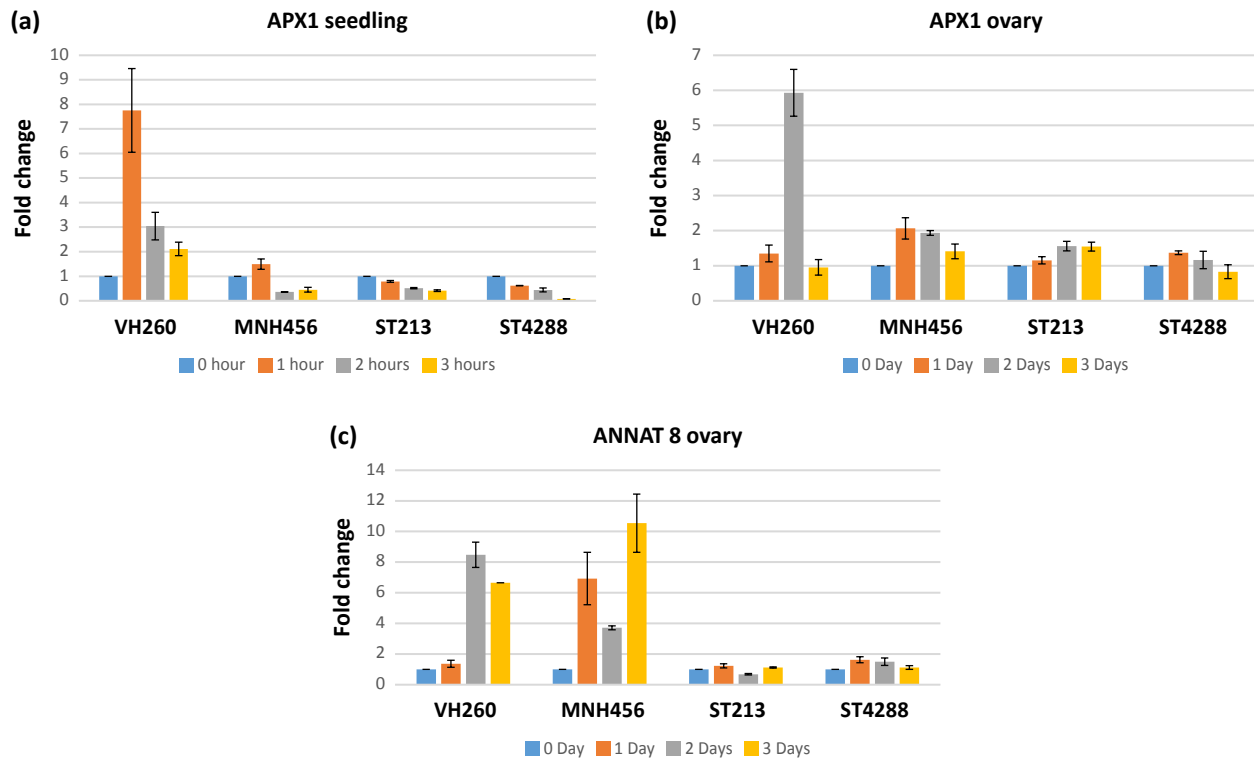 (a)
APX1 seedling
Fold change
10
9
8
7
6
5
4
3
2
1
0
VH260 MNH456 ST213 ST4288
0 hour 1 hour 2 hours 3 hours
(b)
APX1 ovary
Fold change
7
6
5
4
3
2
1
0
VH260 MNH456 ST213 ST4288
0 Day 1 Day 2 Days 3 Days
(c)
ANNAT 8 ovary
Fold change
14
12
10
8
6
4
2
0
VH260 MNH456 ST213 ST4288
0 Day 1 Day 2 Days 3 Days